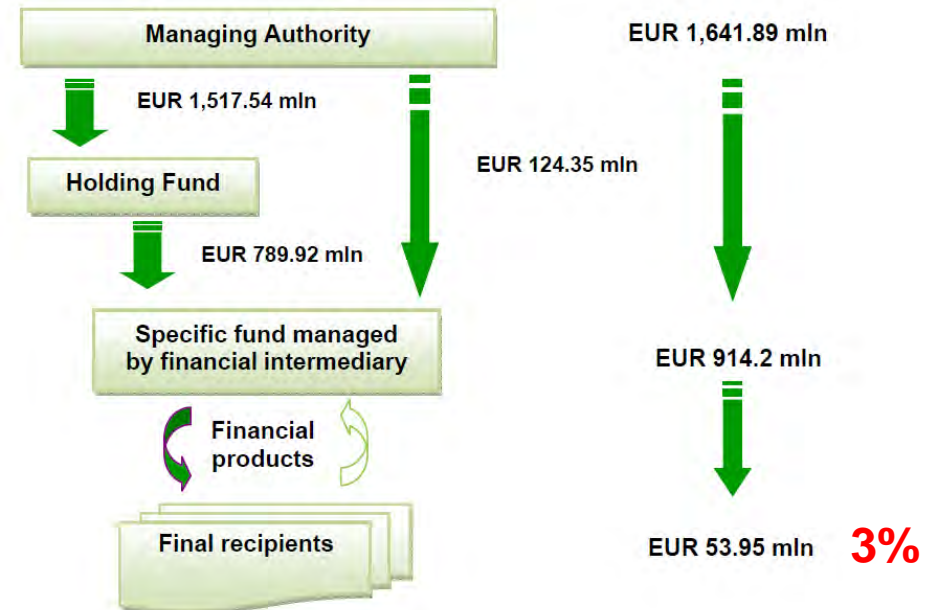 Managing Authority
EUR 1,641.89 mln
EUR 1,517.54 mln
EUR 124.35 mln
Holding Fund
EUR 789.92 mln
Specific fund managed
by financial intermediary
EUR 914.2 mln
Financial
products
Final recipients
EUR 53.95 mln
3%